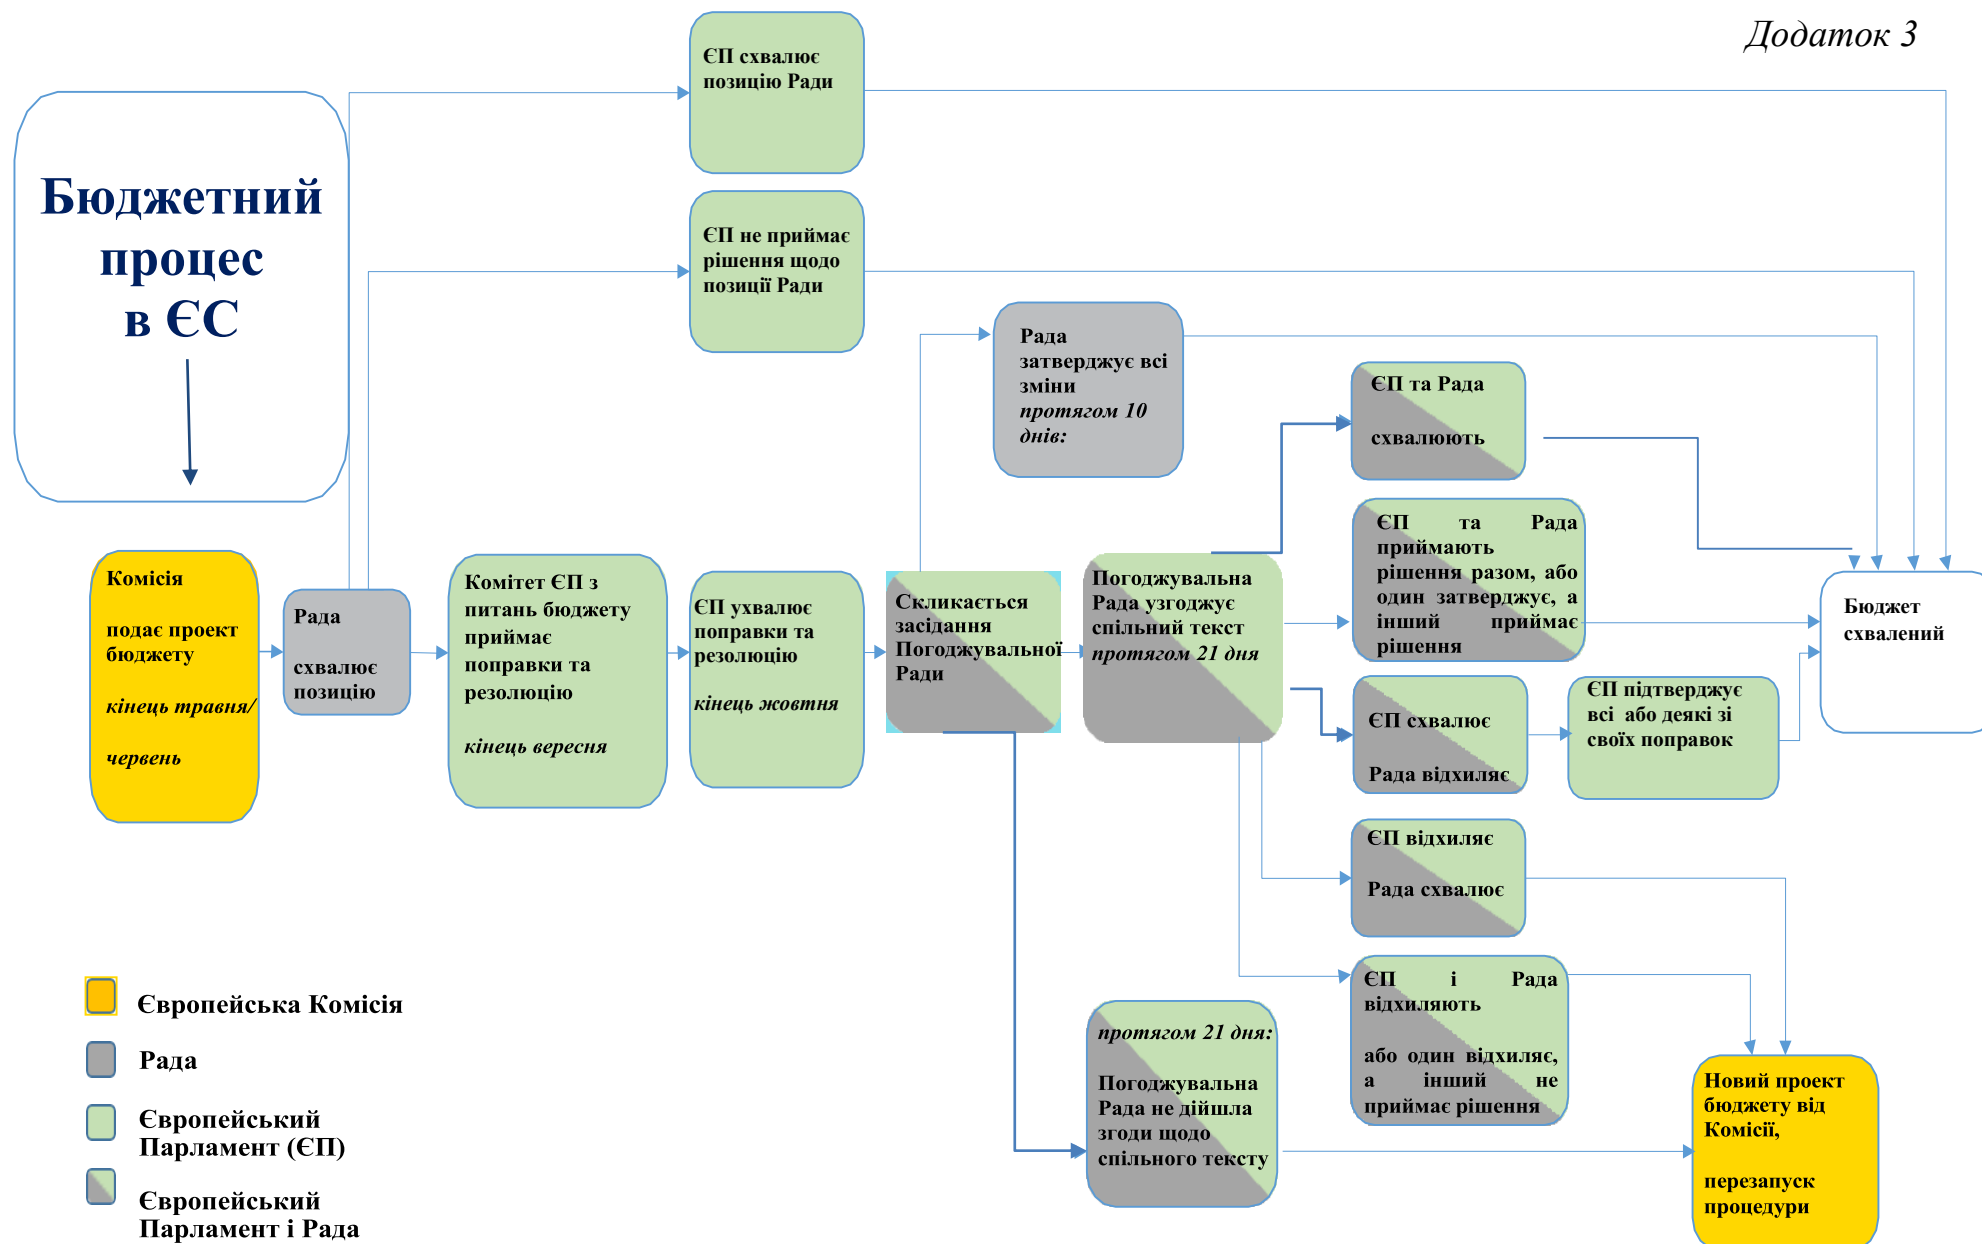 Додаток 3
Бюджетний
процес
в ЄС
ЄП схвалює
позицію Ради
ЄП не приймає
рішення щодо
позиції Ради
Рада
затверджує всі
зміни
протягом 10
днів:
Комісія
подає проект
бюджету
кінець травня/
червень
Рада
схвалює
позицію
Комітет ЄП з
питань бюджету
приймає
поправки та
резолюцію
кінець вересня
ЄП ухвалює
поправки та
резолюцію
кінець жовтня
Скликається
засідання
Погоджувальної
Ради
Погоджувальна
Рада узгоджує
спільний текст
протягом 21 дня
ЄП та Рада
схвалюють
ЄП та Рада
приймають
рішення разом, або
один затверджує, а
інший приймає
рішення
ЄП схвалює
Рада відхиляє
ЄП підтверджує
всі або деякі зі
своїх поправок
Бюджет
схвалений
ЄП відхиляє
Рада схвалює
ЄП і Рада
відхиляють
або один відхиляє,
а інший не
приймає рішення
протягом 21 дня:
Погоджувальна
Рада не дійшла
згоди щодо
спільного тексту
Новий проект
бюджету від
Комісії,
перезапуск
процедури
Європейська Комісія
Рада
Європейський
Парламент (ЄП)
Європейський
Парламент і Рада